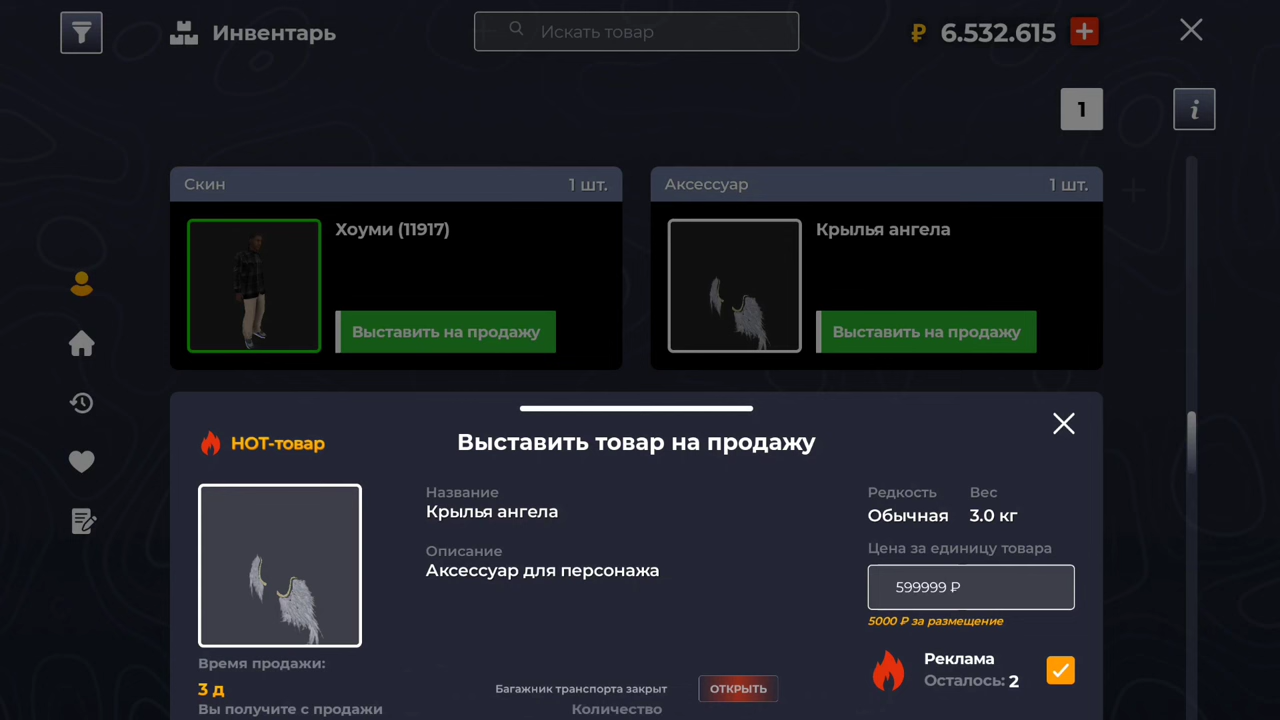 Инвентарь
Искать товар
₽ 6.532.615
1
i
Скин 1 шт.
Хоуми (11917)
Выставить на продажу
Аксессуар 1 шт.
Крылья ангела
Выставить на продажу
НОТ-товар
Выставить товар на продажу
Название
Крылья ангела
Описание
Аксессуар для персонажа
Редкость Вес
Обычная 3.0 кг
Цена за единицу товара
599999 ₽
5000 ₽ за размещение
Реклама
Осталось: 2
Время продажи:
3 д
Багажник транспорта закрыт ОТКРЫТЬ
Вы получите с продажи
Количество